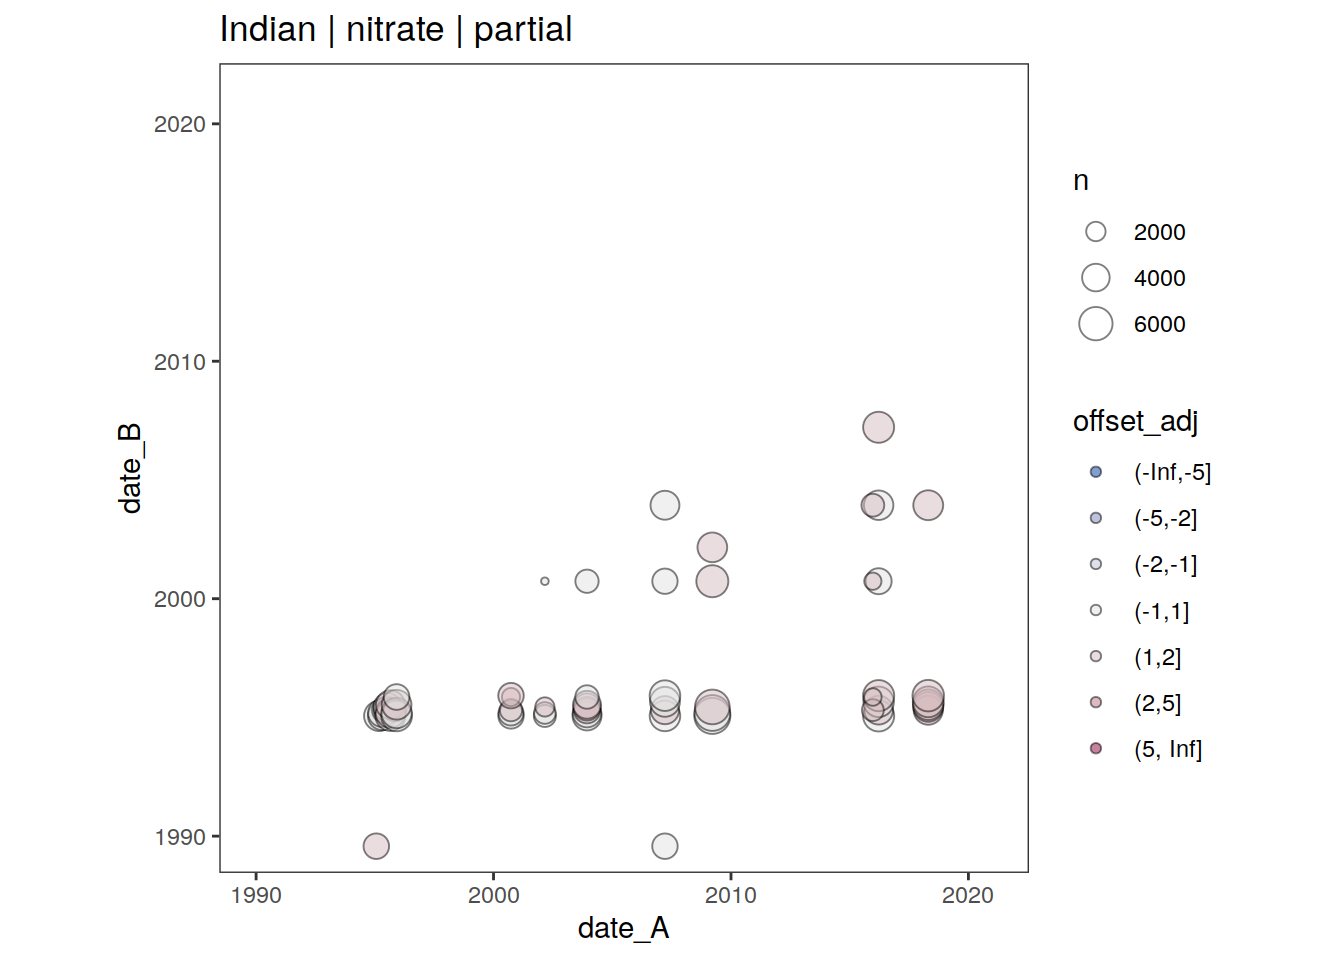 Indian | nitrate | partial
2020
2010
2000
1990
date_B
1990
2000
2010
2020
date_A
n
2000
4000
6000
offset_adj
(-Inf,-5]
(-5,-2]
(-2,-1]
(-1,1]
(1,2]
(2,5]
(5, Inf]